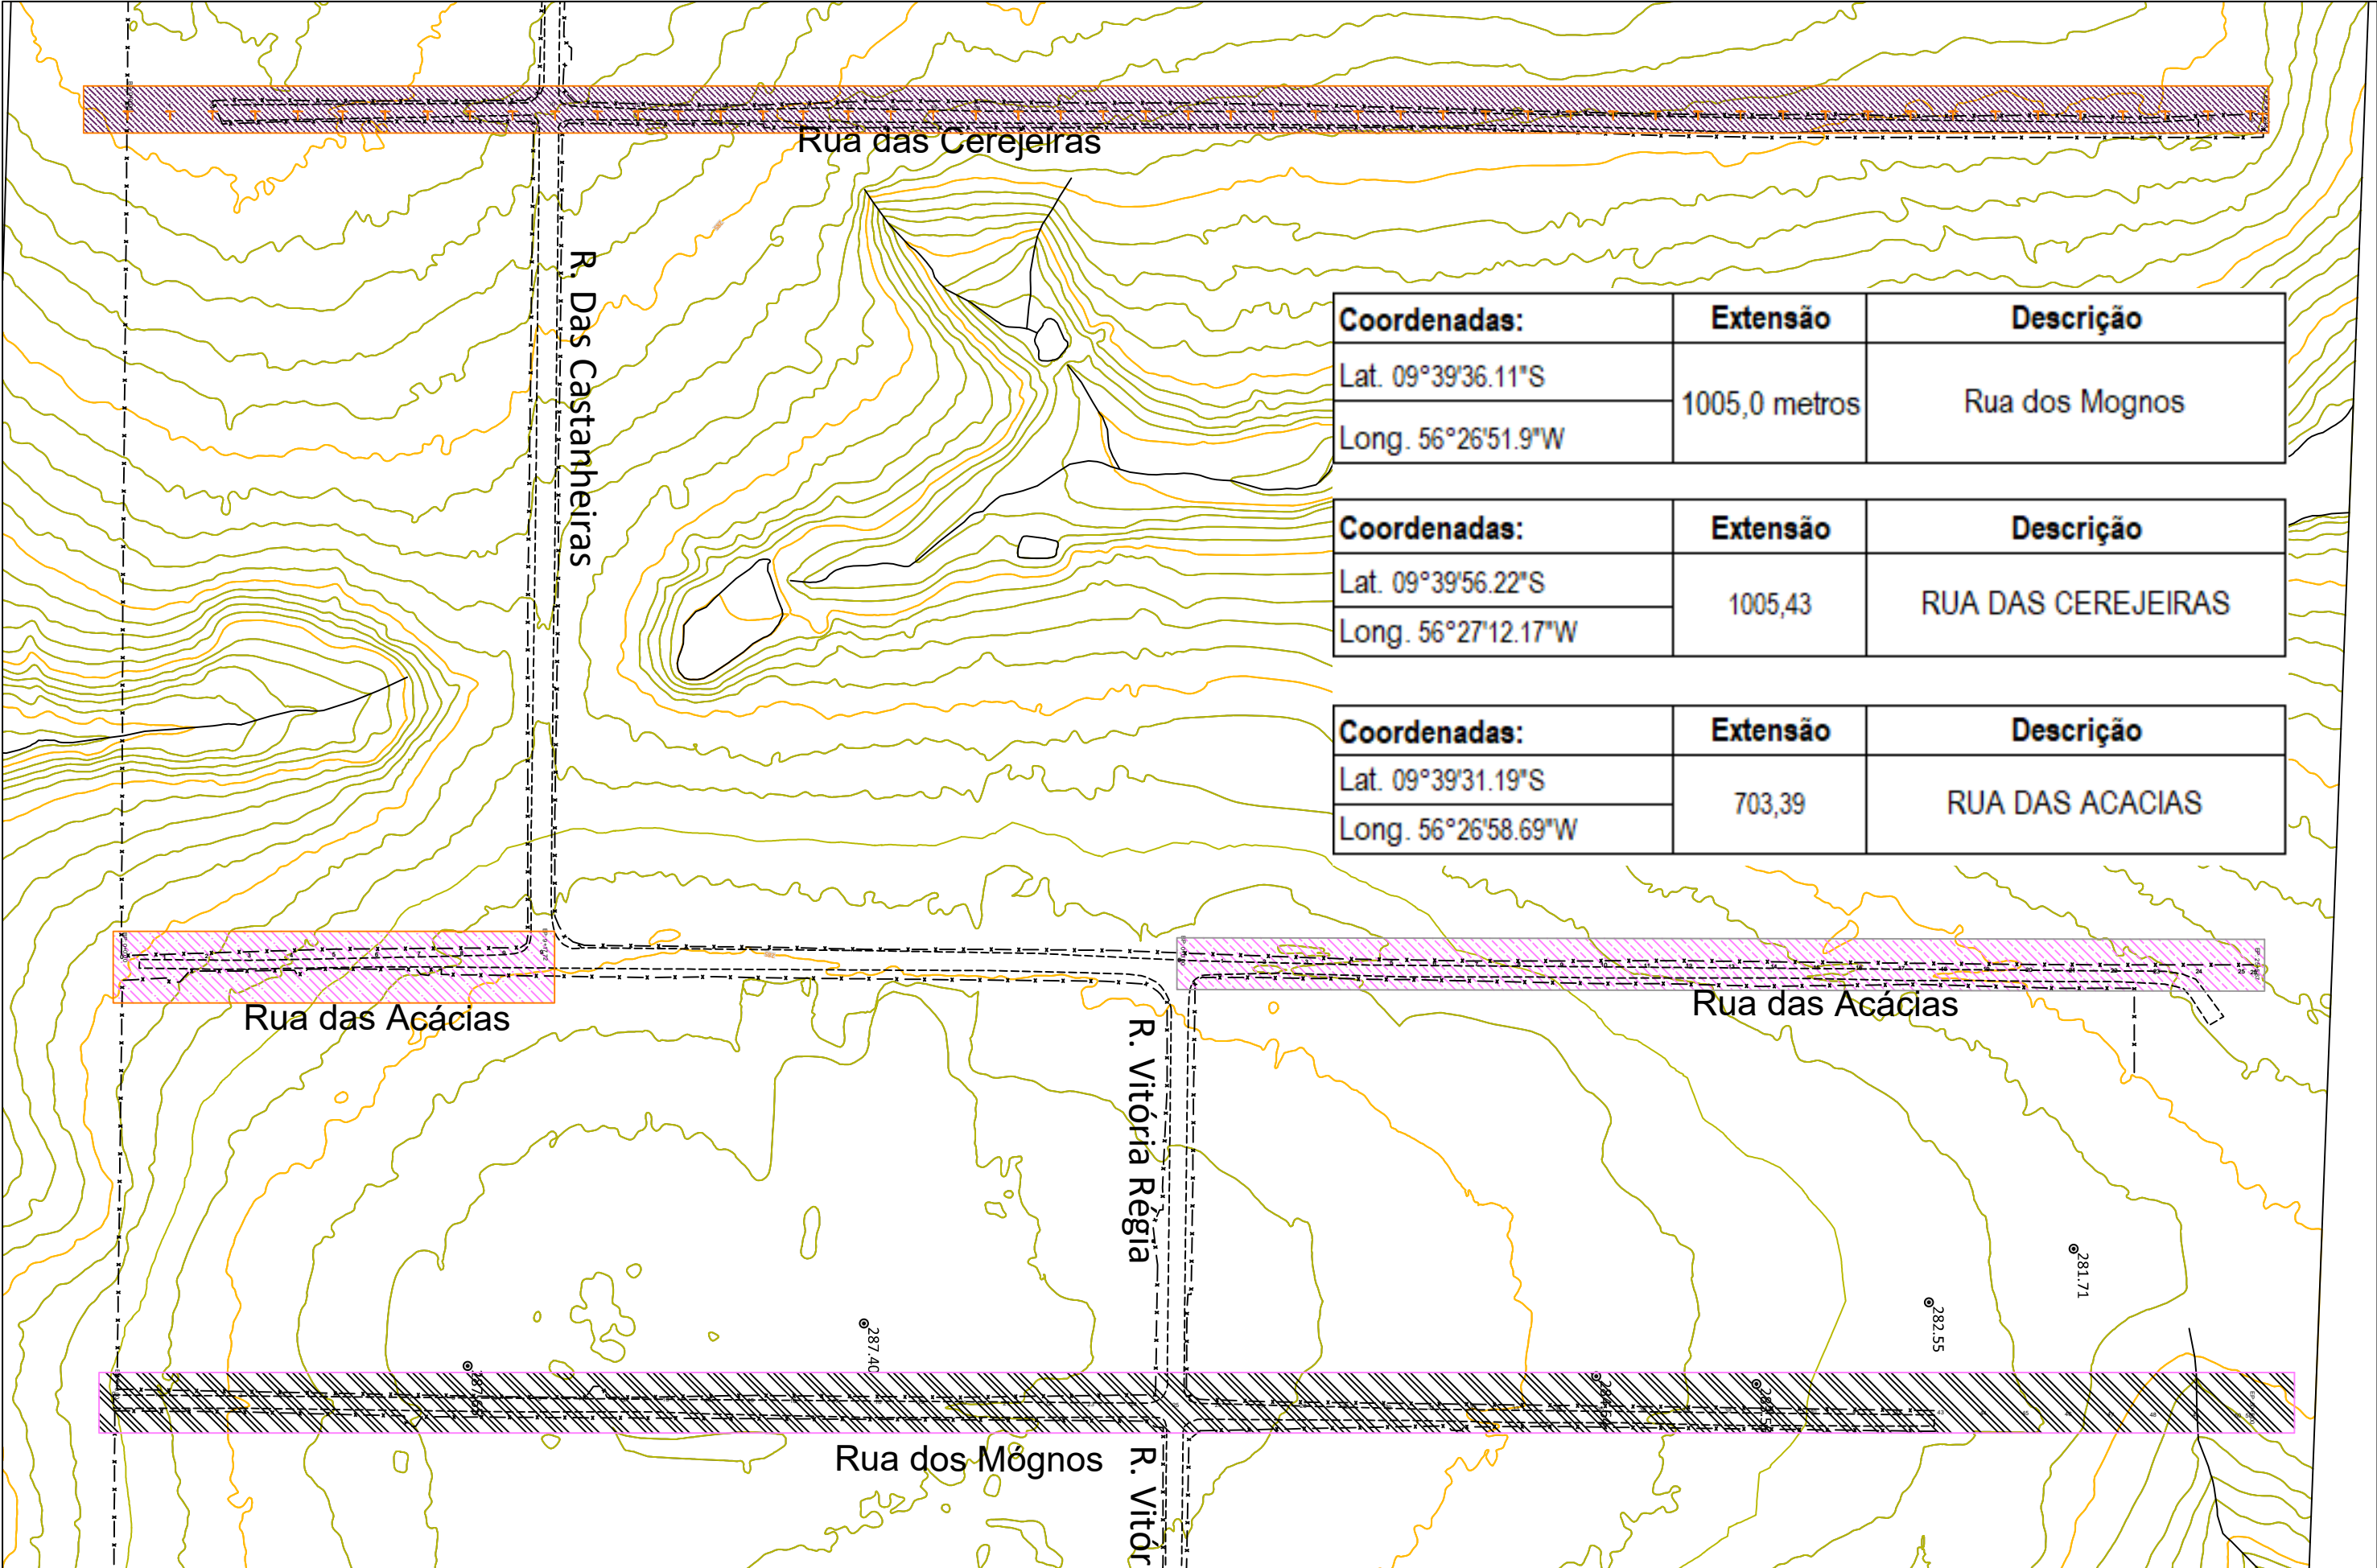 Rua das Cerejeiras
R. Das Castanheiras
Coordenadas: Extensão Descrição
Lat. 09°39'36.11"S
1005,0 metros Rua dos Mognos
Long. 56°26'51.9"W
Coordenadas: Extensão Descrição
Lat. 09°39'56.22"S
1005,43 RUA DAS CEREJEIRAS
Long. 56°27'12.17"W
Coordenadas: Extensão Descrição
Lat. 09°39'31.19"S
703,39 RUA DAS ACACIAS
Long. 56°26'58.69"W
Rua das Acácias
Rua das Acácias
R. Vitória Régia
281.71
282.55
287.40
Rua dos Mógnos
R. Vitór